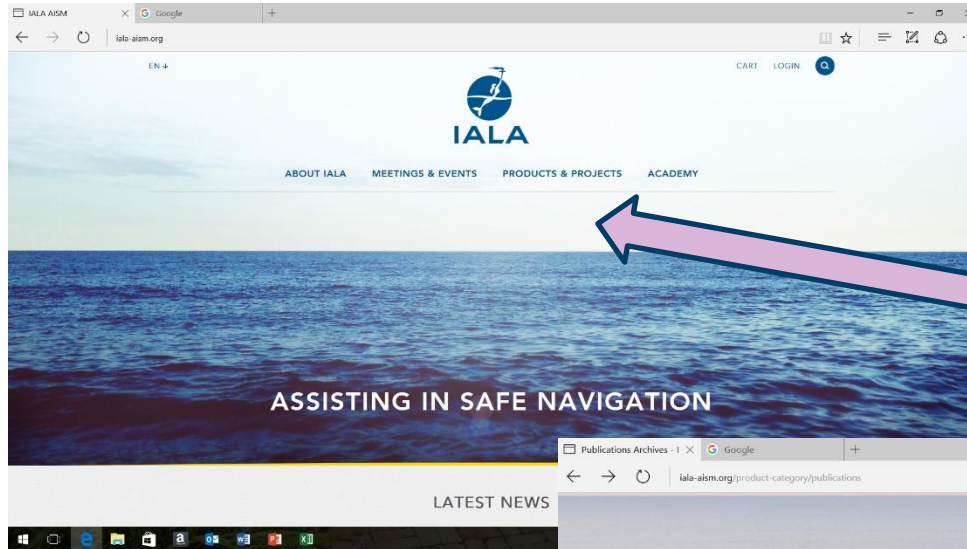 IALA AISM
Google
iala-aism.org
EN
CART LOGIN
IALA
ABOUT IALA MEETINGS & EVENTS PRODUCTS & PROJECTS ACADEMY
ASSISTING IN SAFE NAVIGATION
LATEST NEWS
Publications Archives - I
Google
iala-aism.org/product-category/publications